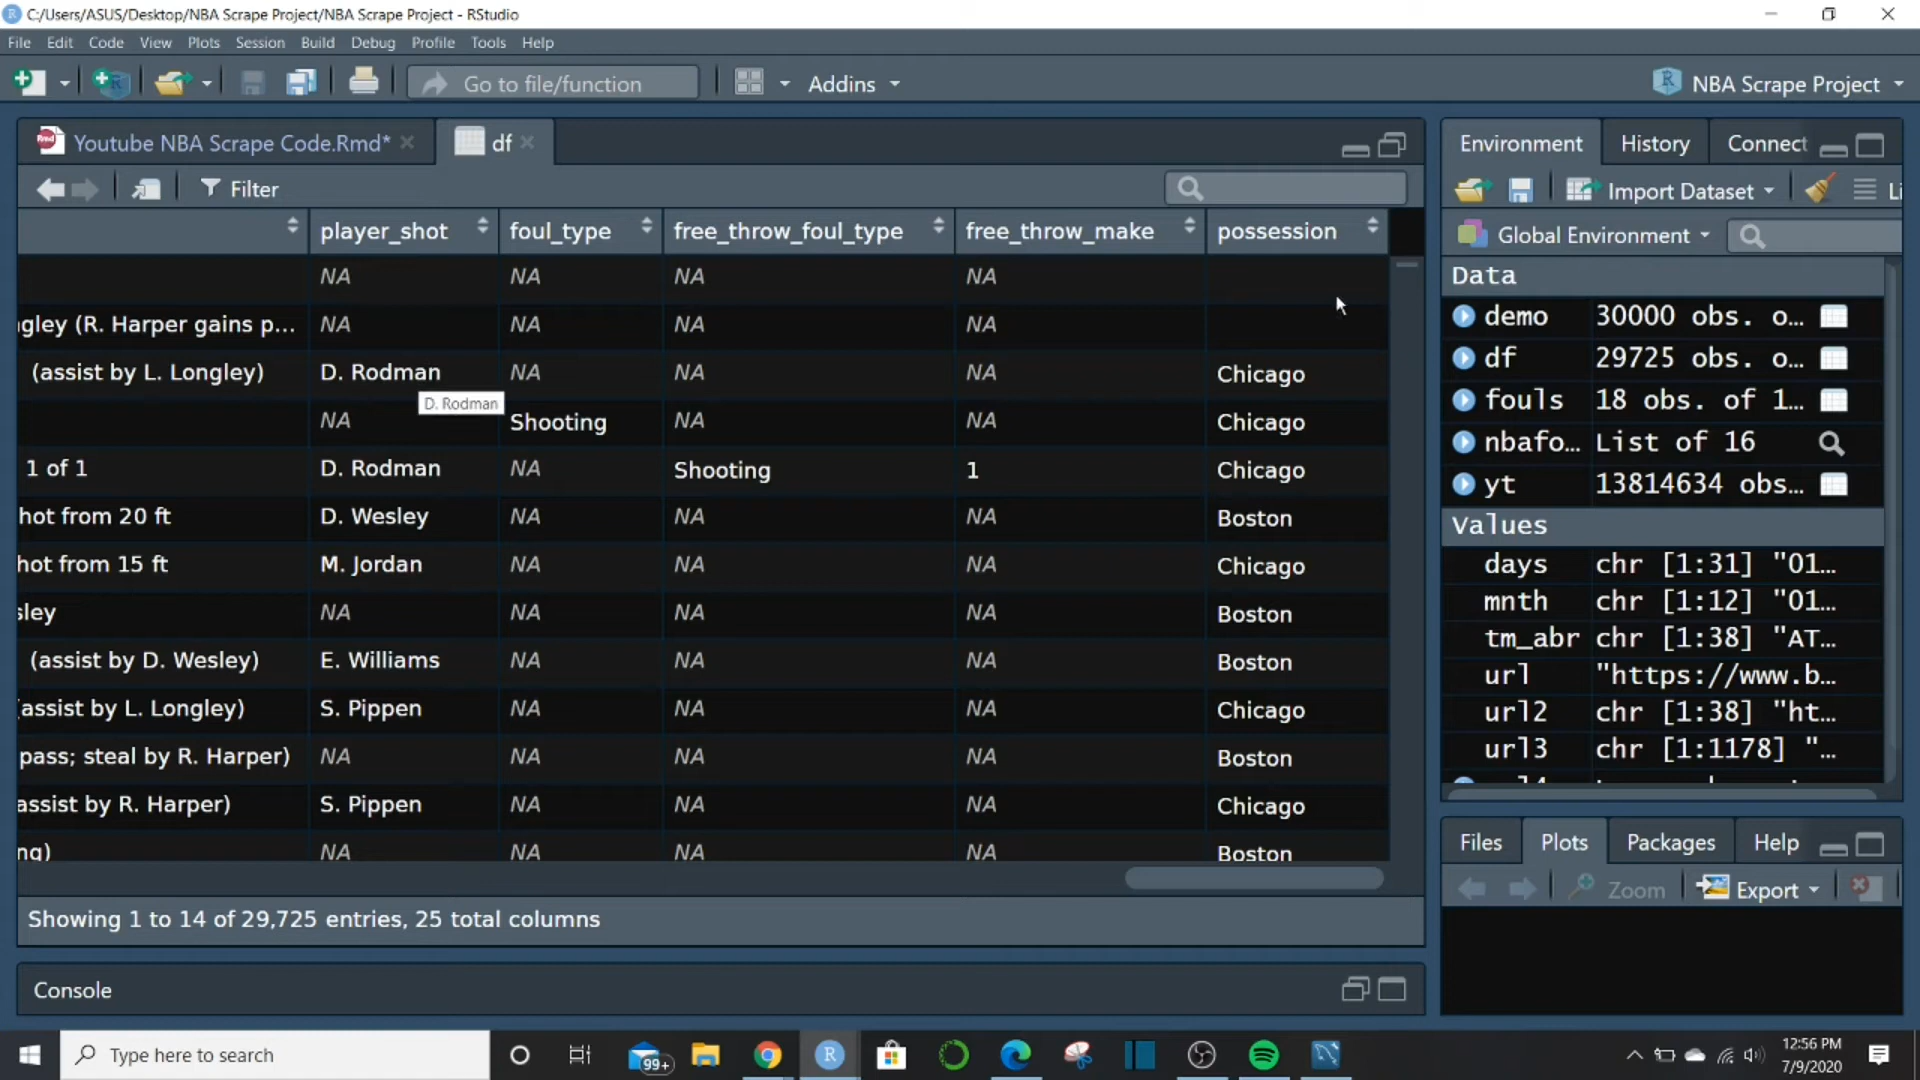 C:/Users/ASUS/Desktop/NBA Scrape Project/NBA Scrape Project - RStudio
File Edit Code View Plots Session Build Debug Profile Tools Help
Go to file/function Addins NBA Scrape Project
Youtube NBA Scrape Code.Rmd* df
Filter
player_shot foul_type free_throw_foul_type free_throw_make possession
NA NA NA NA
gley (R. Harper gains p... NA NA NA NA
(assist by L. Longley) D. Rodman NA NA NA Chicago
D. Rodman
NA Shooting NA NA Chicago
1 of 1 D. Rodman NA Shooting 1 Chicago
hot from 20 ft D. Wesley NA NA NA Boston
hot from 15 ft M. Jordan NA NA NA Chicago
sley NA NA NA NA Boston
(assist by D. Wesley) E. Williams NA NA NA Boston
assist by L. Longley) S. Pippen NA NA NA Chicago
pass; steal by R. Harper) NA NA NA NA Boston
assist by R. Harper) S. Pippen NA NA NA Chicago
ng) NA NA NA NA Boston
Showing 1 to 14 of 29,725 entries, 25 total columns
Console
Environment History Connect
Import Dataset Li
Global Environment
Data
demo 30000 obs. o...
df 29725 obs. o...
fouls 18 obs. of 1...
nbafo... List of 16
yt 13814634 obs...
Values
days chr [1:31] "01...
mnth chr [1:12] "01...
tm_abr chr [1:38] "AT...
url "https://www.b...
url2 chr [1:38] "ht...
url3 chr [1:1178] "...
Files Plots Packages Help
Zoom Export
Type here to search
99+
12:56 PM
7/9/2020